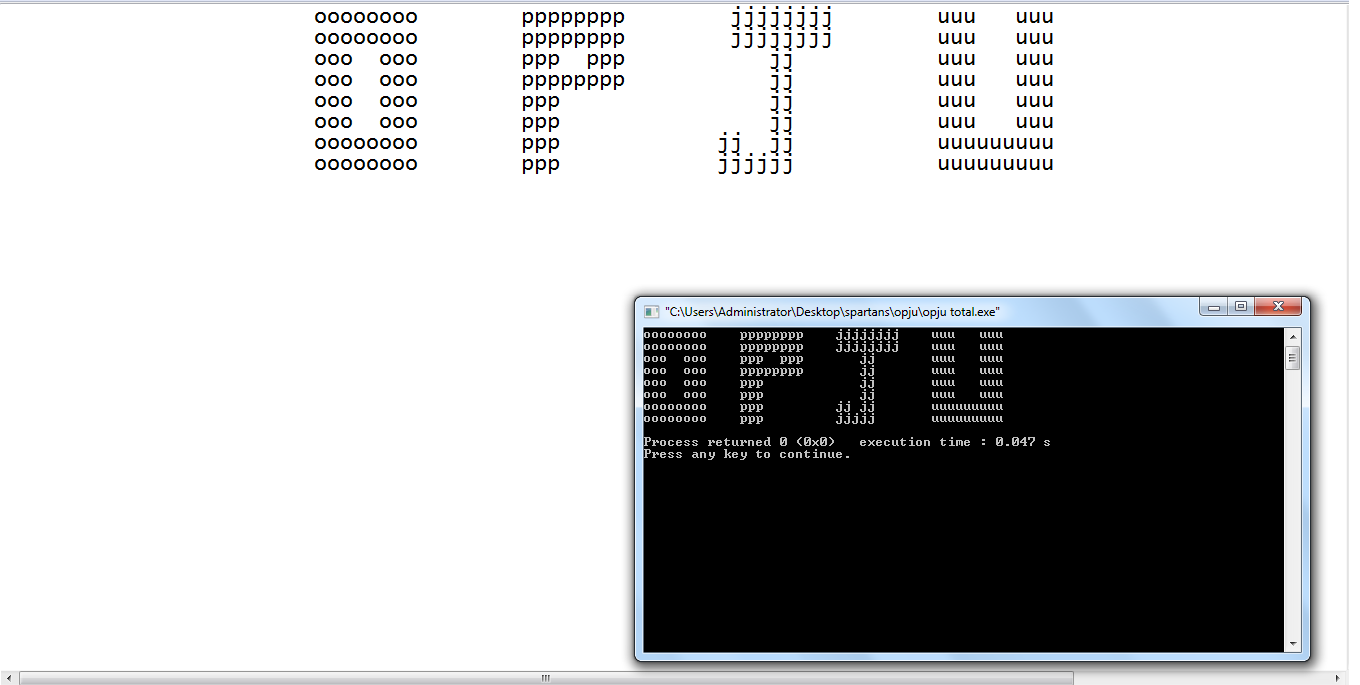 oooooooo        pppppppp        jjjjjjjj        uuu   uuu
oooooooo        pppppppp        jjjjjjjj        uuu   uuu
ooo  ooo        ppp  ppp           jj           uuu   uuu
ooo  ooo        pppppppp           jj           uuu   uuu
ooo  ooo        ppp                jj           uuu   uuu
ooo  ooo        ppp                jj           uuu   uuu
oooooooo        ppp            jj  jj           uuuuuuuuu
oooooooo        ppp            jjjjjj           uuuuuuuuu
"C:\Users\Administrator\Desktop\spartans\opju\opju total.exe"
oooooooo    pppppppp    jjjjjjjj    uuu   uuu
oooooooo    pppppppp    jjjjjjjj    uuu   uuu
ooo  ooo    ppp  ppp       jj       uuu   uuu
ooo  ooo    pppppppp       jj       uuu   uuu
ooo  ooo    ppp            jj       uuu   uuu
ooo  ooo    ppp            jj       uuu   uuu
oooooooo    ppp         jj jj       uuuuuuuuu
oooooooo    ppp         jjjjj       uuuuuuuuu
Process returned 0 (0x0)   execution time : 0.047 s
Press any key to continue.